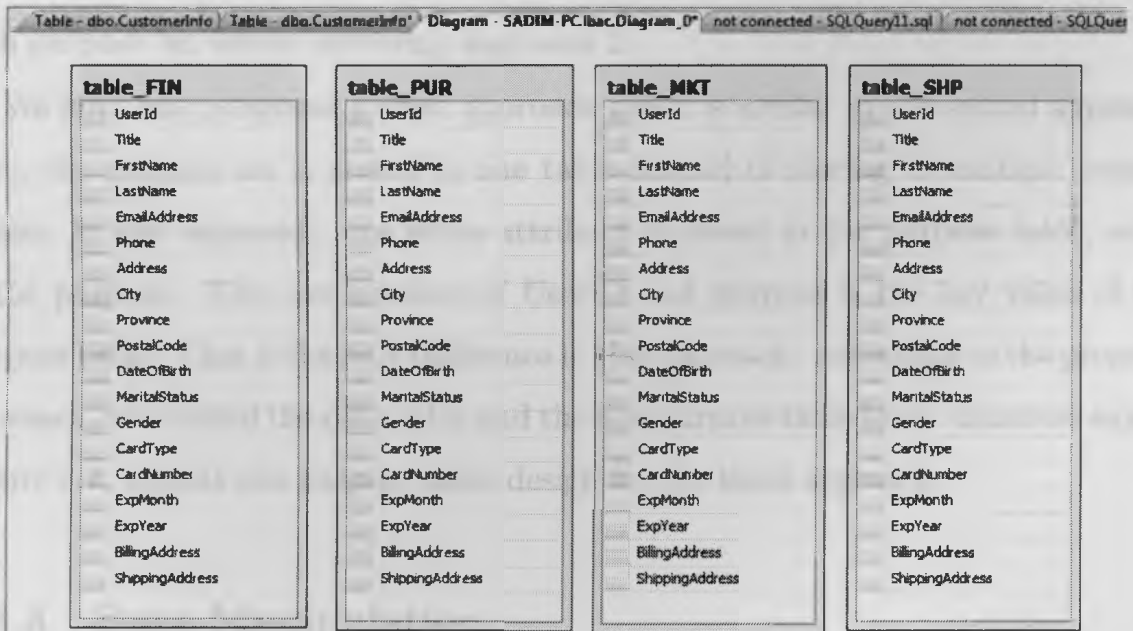 Table - dbo.CustomerInfo Table - dbo.CustomerInfo* Diagram - SADIM-PC.lbac.Diagram_0* not connected - SQLQuery11.sql not connected - SQLQuer
table_FIN
UserId
Title
FirstName
LastName
EmailAddress
Phone
Address
City
Province
PostalCode
DateOfBirth
MaritalStatus
Gender
CardType
CardNumber
ExpMonth
ExpYear
BillingAddress
ShippingAddress
table_PUR
UserId
Title
FirstName
LastName
EmailAddress
Phone
Address
City
Province
PostalCode
DateOfBirth
MaritalStatus
Gender
CardType
CardNumber
ExpMonth
ExpYear
BillingAddress
ShippingAddress
table_MKT
UserId
Title
FirstName
LastName
EmailAddress
Phone
Address
City
Province
PostalCode
DateOfBirth
MaritalStatus
Gender
CardType
CardNumber
ExpMonth
ExpYear
BillingAddress
ShippingAddress
table_SHP
UserId
Title
FirstName
LastName
EmailAddress
Phone
Address
City
Province
PostalCode
DateOfBirth
MaritalStatus
Gender
CardType
CardNumber
ExpMonth
ExpYear
BillingAddress
ShippingAddress